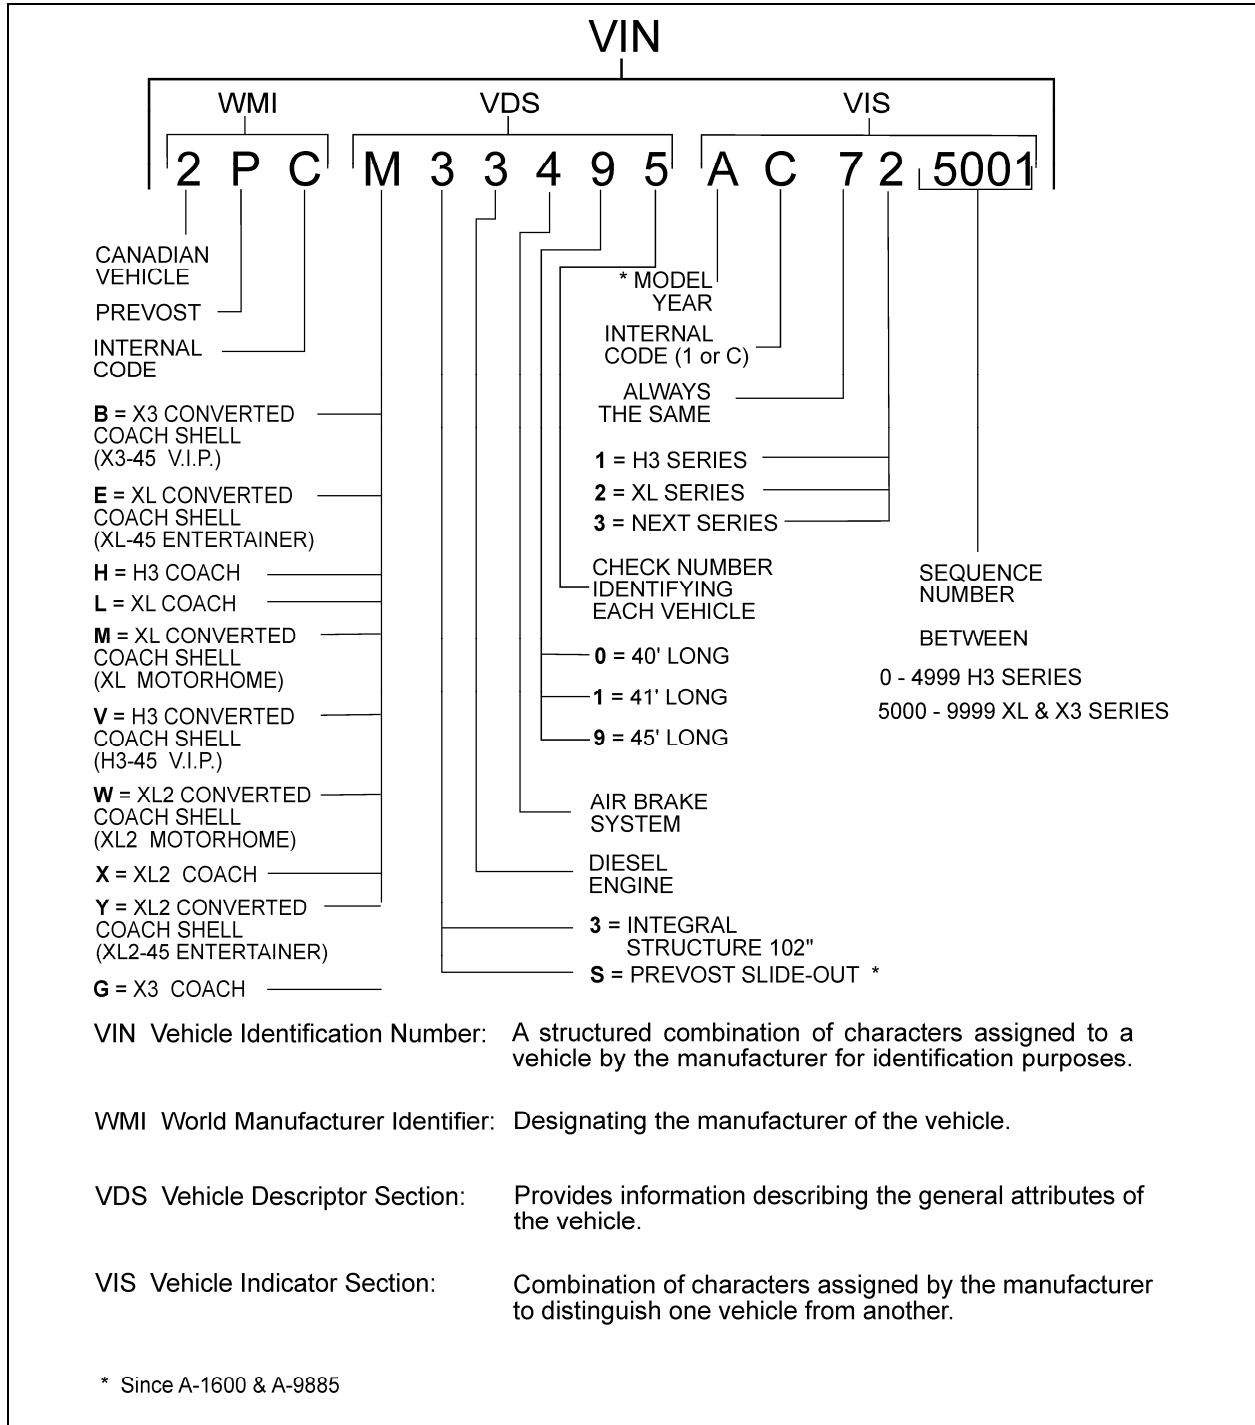 VIN
WMI VDS VIS
2 P C M 3 3 4 9 5 A C 7 2 5001
CANADIAN
VEHICLE
PREVOST
INTERNAL
CODE
B = X3 CONVERTED
COACH SHELL
(X3-45 V.I.P.)
E = XL CONVERTED
COACH SHELL
(XL-45 ENTERTAINER)
H = H3 COACH
L = XL COACH
M = XL CONVERTED
COACH SHELL
(XL MOTORHOME)
V = H3 CONVERTED
COACH SHELL
(H3-45 V.I.P.)
W = XL2 CONVERTED
COACH SHELL
(XL2 MOTORHOME)
X = XL2 COACH
Y = XL2 CONVERTED
COACH SHELL
(XL2-45 ENTERTAINER)
G = X3 COACH
* MODEL
YEAR
INTERNAL
CODE (1 or C)
ALWAYS
THE SAME
1 = H3 SERIES
2 = XL SERIES
3 = NEXT SERIES
CHECK NUMBER
IDENTIFYING
EACH VEHICLE
0 = 40' LONG
1 = 41' LONG
9 = 45' LONG
AIR BRAKE
SYSTEM
DIESEL
ENGINE
3 = INTEGRAL
STRUCTURE 102"
S = PREVOST SLIDE-OUT *
SEQUENCE
NUMBER
BETWEEN
0 - 4999 H3 SERIES
5000 - 9999 XL & X3 SERIES
VIN Vehicle Identification Number: A structured combination of characters assigned to a
vehicle by the manufacturer for identification purposes.
WMI World Manufacturer Identifier: Designating the manufacturer of the vehicle.
VDS Vehicle Descriptor Section: Provides information describing the general attributes of
the vehicle.
VIS Vehicle Indicator Section: Combination of characters assigned by the manufacturer
to distinguish one vehicle from another.
* Since A-1600 & A-9885